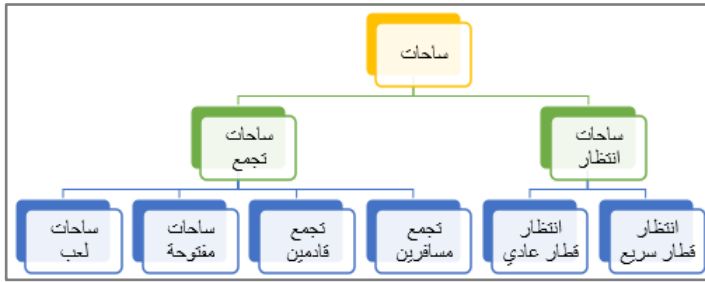 ساحات
ساحات
انتظار
ساحات
تجمع
انتظار
قطار سريع
انتظار
قطار عادي
تجمع
مسافرين
تجمع
قادمين
ساحات
مفتوحة
ساحات
لعب